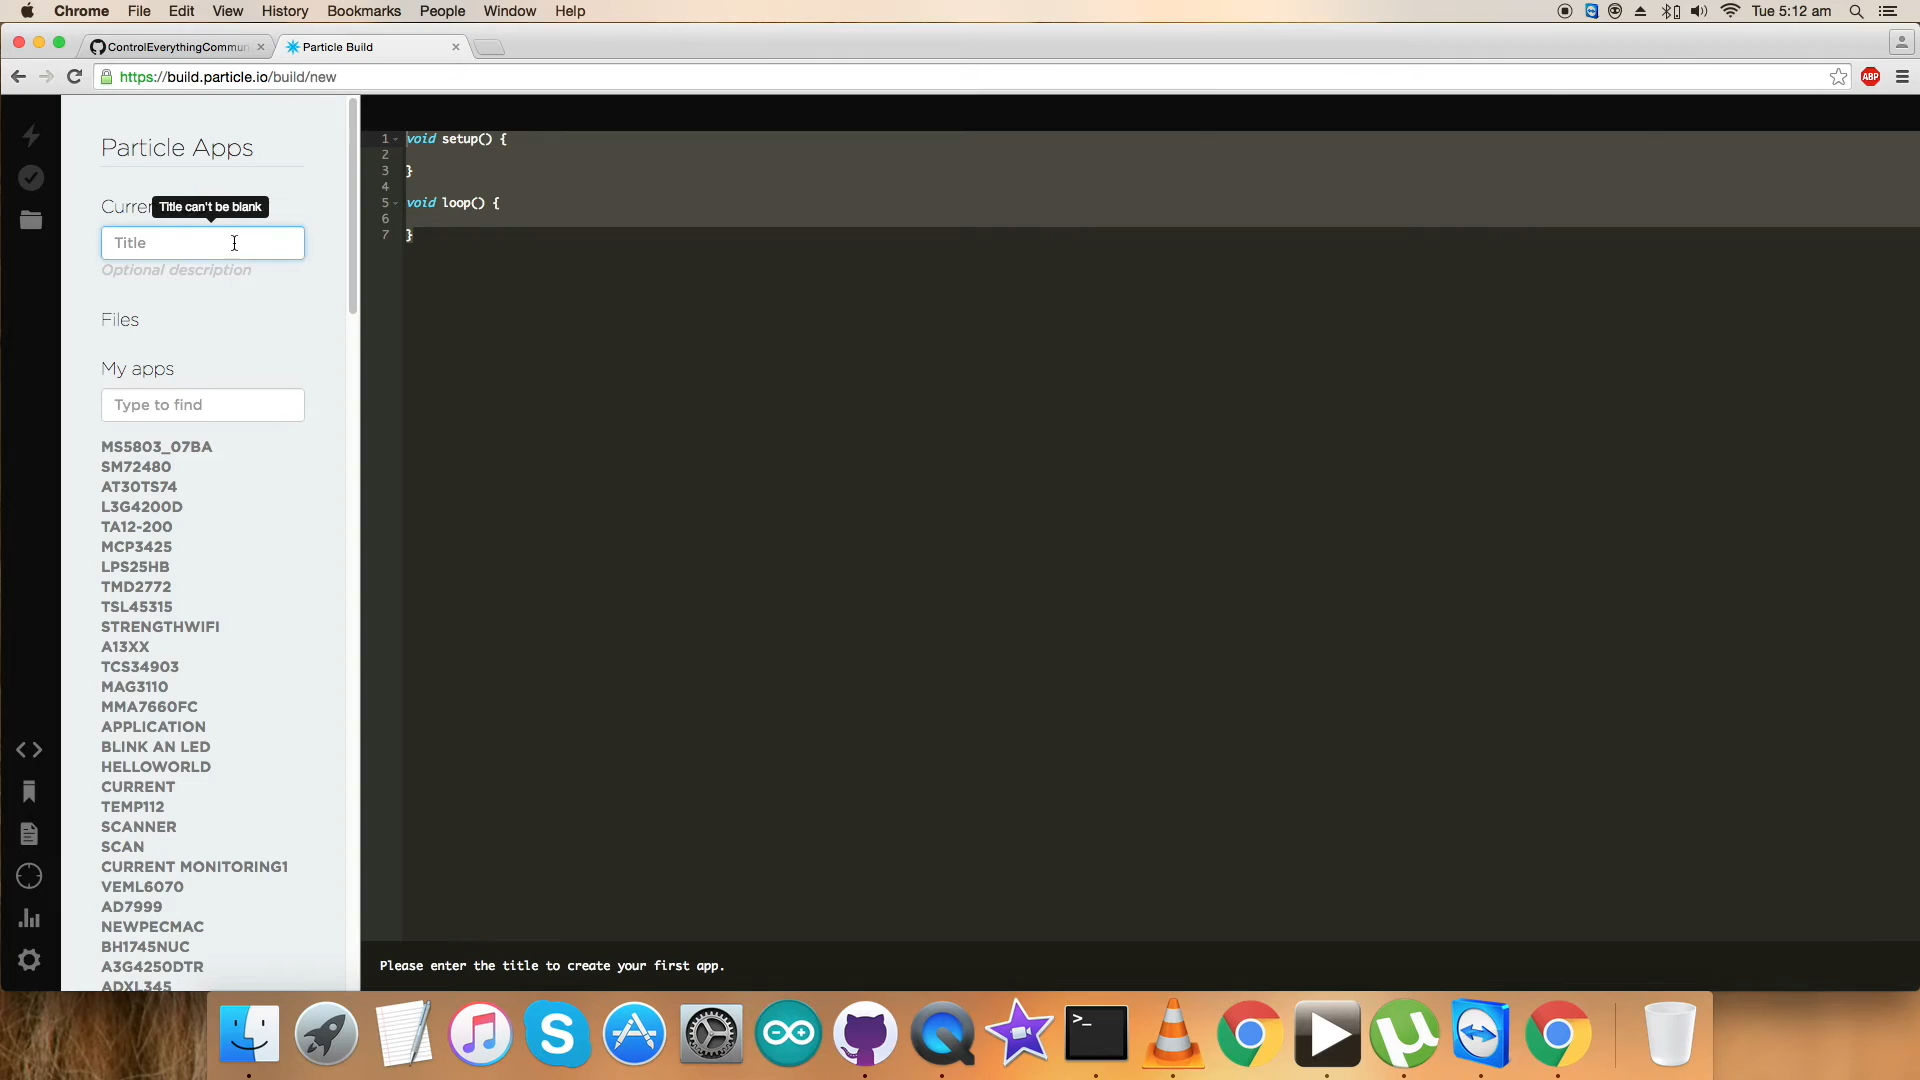 Chrome File Edit View History Bookmarks People Window Help Tue 5:12 am
ControlEverythingCommun
Particle Build
https://build.particle.io/build/new
ABP
Particle Apps
Title can't be blank
Curren
Title
Optional description
Files
My apps
Type to find
MS5803_07BA
SM72480
AT30TS74
L3G4200D
TA12-200
MCP3425
LPS25HB
TMD2772
TSL45315
STRENGTHWIFI
A13XX
TCS34903
MAG3110
MMA7660FC
APPLICATION
BLINK AN LED
HELLOWORLD
CURRENT
TEMP112
SCANNER
SCAN
CURRENT MONITORING1
VEML6070
AD7999
NEWPECMAC
BH1745NUC
A3G4250DTR
ADXL345
1 void setup() {
2
3 }
4
5 void loop() {
6
7 }
Please enter the title to create your first app.